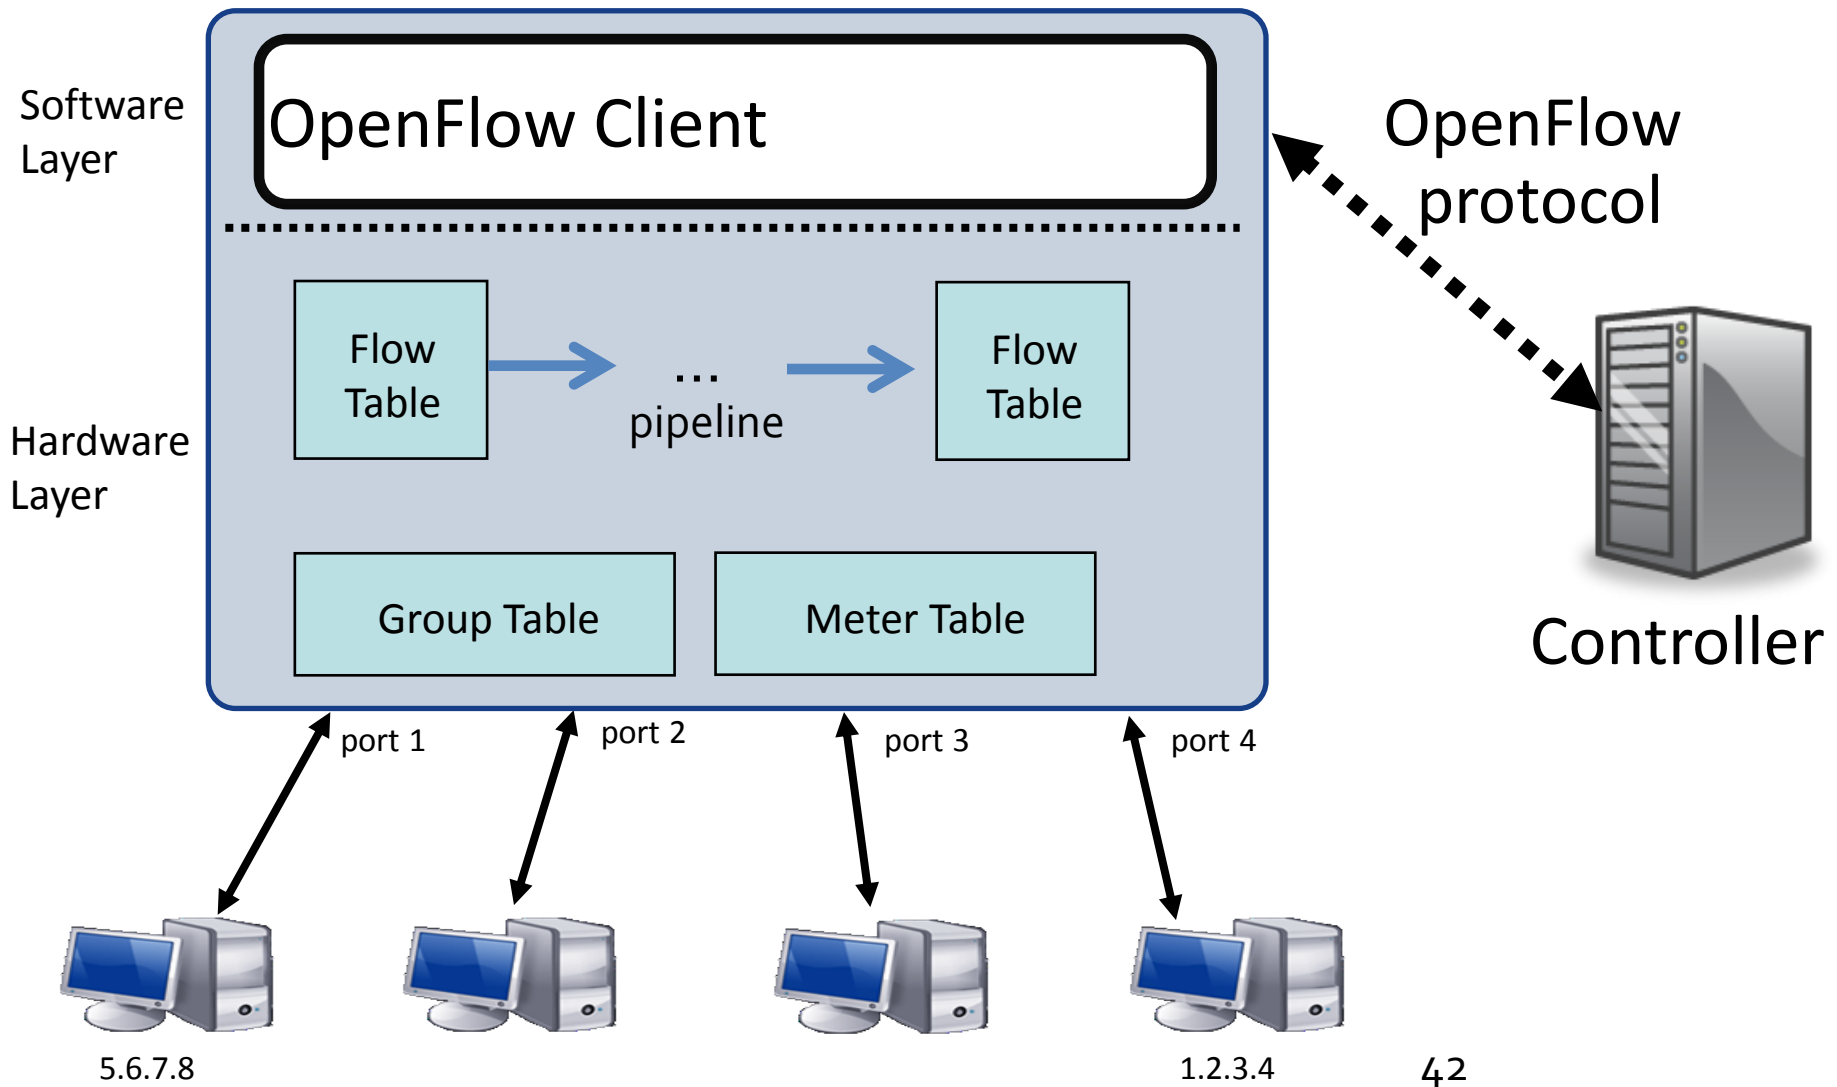 Software
Layer
OpenFlow Client
OpenFlow
protocol
Flow
Table
...
pipeline
Flow
Table
Hardware
Layer
Group Table
Meter Table
Controller
port 1
port 2
port 3
port 4
5.6.7.8
1.2.3.4
42